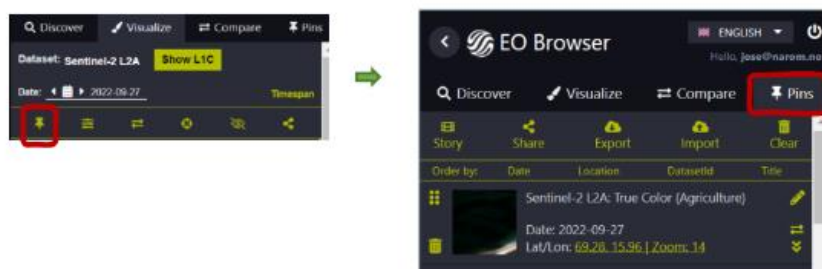 Discover Visualize Compare Pins
Dataset: Sentinel-2 L2A Show L1C
Date: 2022-09-27 Timespan
EO Browser
ENGLISH
Hello, jose@narom.no
Discover Visualize Compare Pins
Story Share Export Import Clear
Order by: Date Location DatasetId Title
Sentinel-2 L2A: True Color (Agriculture)
Date: 2022-09-27
Lat/Lon: 69.28, 15.96 | Zoom: 14